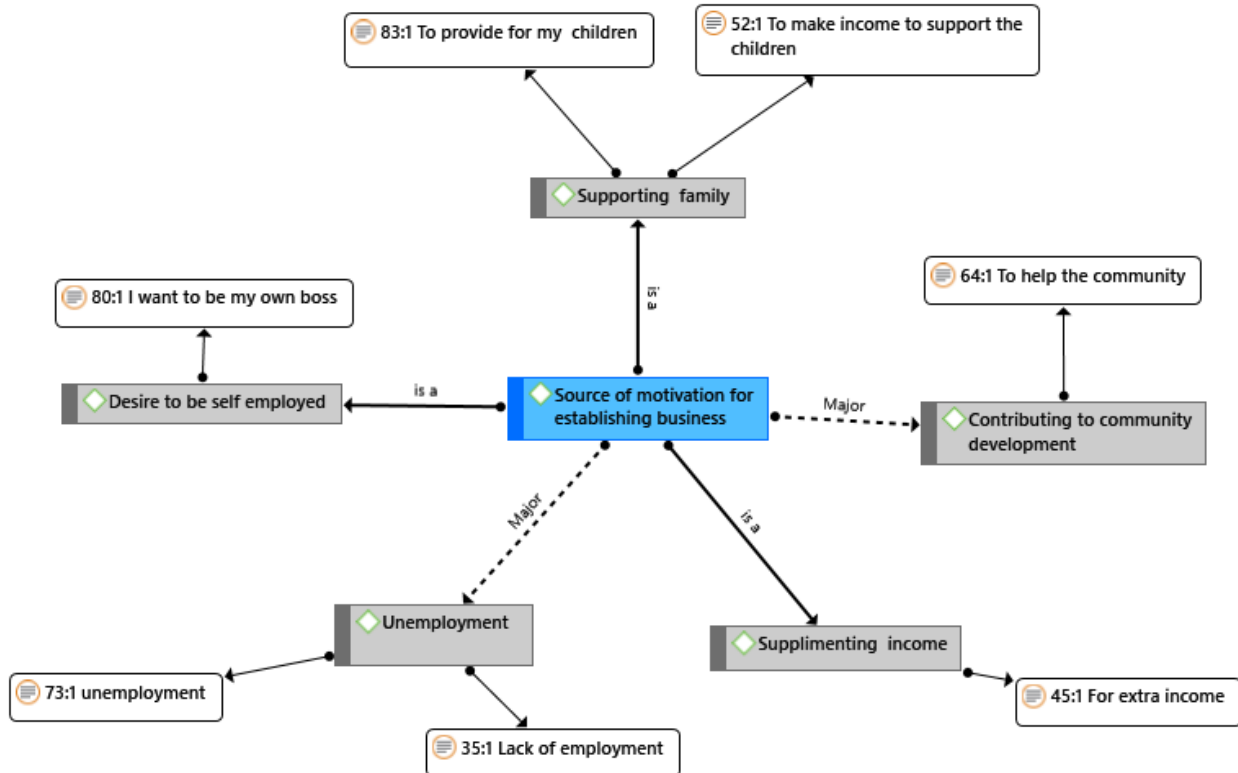 83:1 To provide for my  children
52:1 To make income to support the
children
Supporting  family
is a
64:1 To help the community
80:1 I want to be my own boss
Desire to be self employed
is a
Source of motivation for
establishing business
Major
Contributing to community
development
Major
is a
Unemployment
Supplimenting  income
73:1 unemployment
45:1 For extra income
35:1 Lack of employment